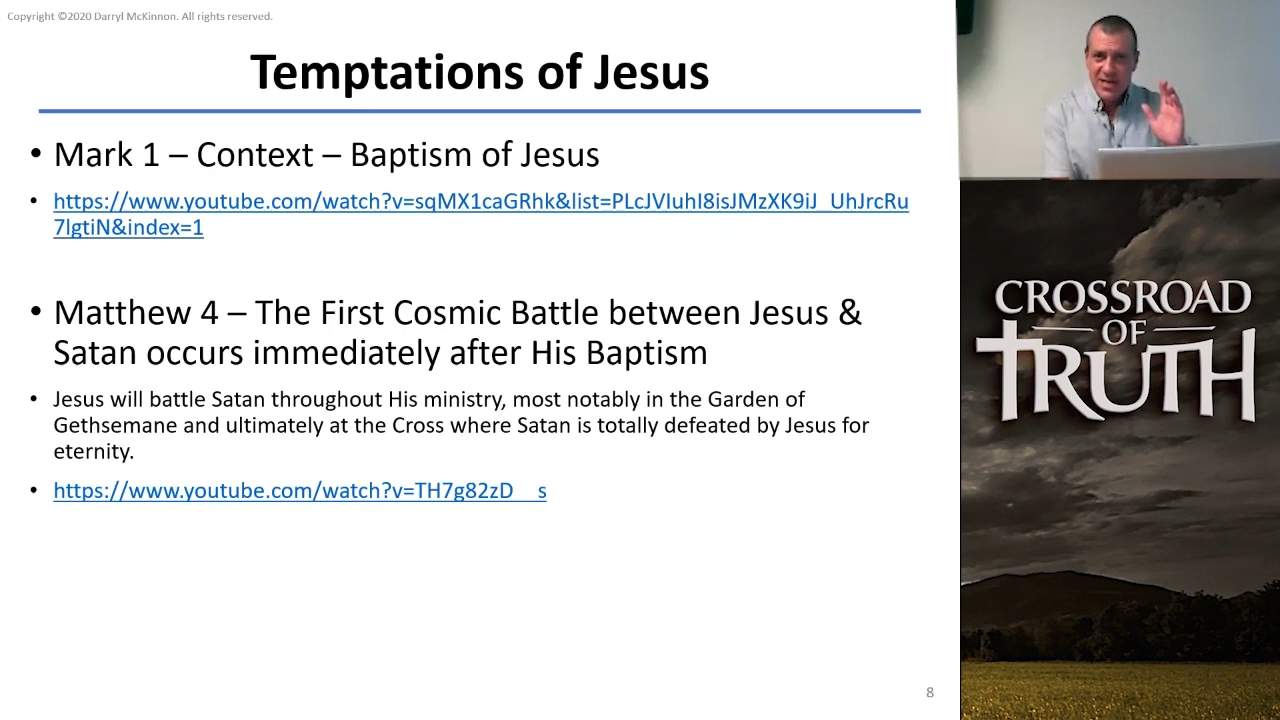 Copyright ©2020 Darryl McKinnon. All rights reserved.
Temptations of Jesus
• Mark 1 – Context – Baptism of Jesus
• https://www.youtube.com/watch?v=sqMX1caGRhk&list=PLcJVIuhI8isJMzXK9iJ_UhJrcRu
7lgtiN&index=1
• Matthew 4 – The First Cosmic Battle between Jesus &
Satan occurs immediately after His Baptism
• Jesus will battle Satan throughout His ministry, most notably in the Garden of
Gethsemane and ultimately at the Cross where Satan is totally defeated by Jesus for
eternity.
• https://www.youtube.com/watch?v=TH7g82zD__s
8
CROSSROAD
OF
TRUTH